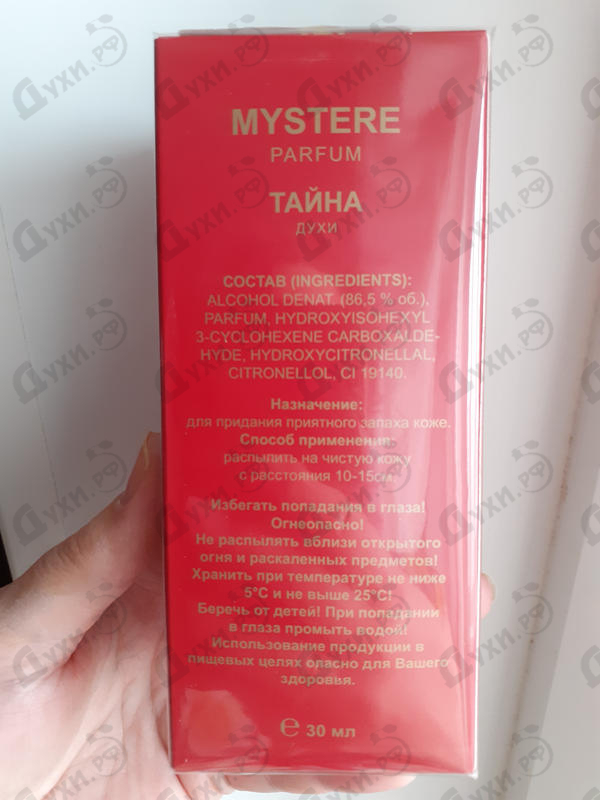 MYSTERE
PARFUM
ТАЙНА
ДУХИ
СОСТАВ (INGREDIENTS):
ALCOHOL DENAT. (86,5 % об.),
PARFUM, HYDROXYISOHEXYL
3-CYCLOHEXENE CARBOXALDE-
HYDE, HYDROXYCITRONELLAL,
CITRONELLOL, CI 19140.
Назначение:
для придания приятного запаха коже.
Способ применения:
распылить на чистую кожу
с расстояния 10-15см.
Избегать попадания в глаза!
Огнеопасно!
Не распылять вблизи открытого
огня и раскаленных предметов!
Хранить при температуре не ниже
5°С и не выше 25°С!
Беречь от детей! При попадании
в глаза промыть водой!
Использование продукции в
пищевых целях опасно для Вашего
здоровья.
℮ 30 мл
Духи.РФ